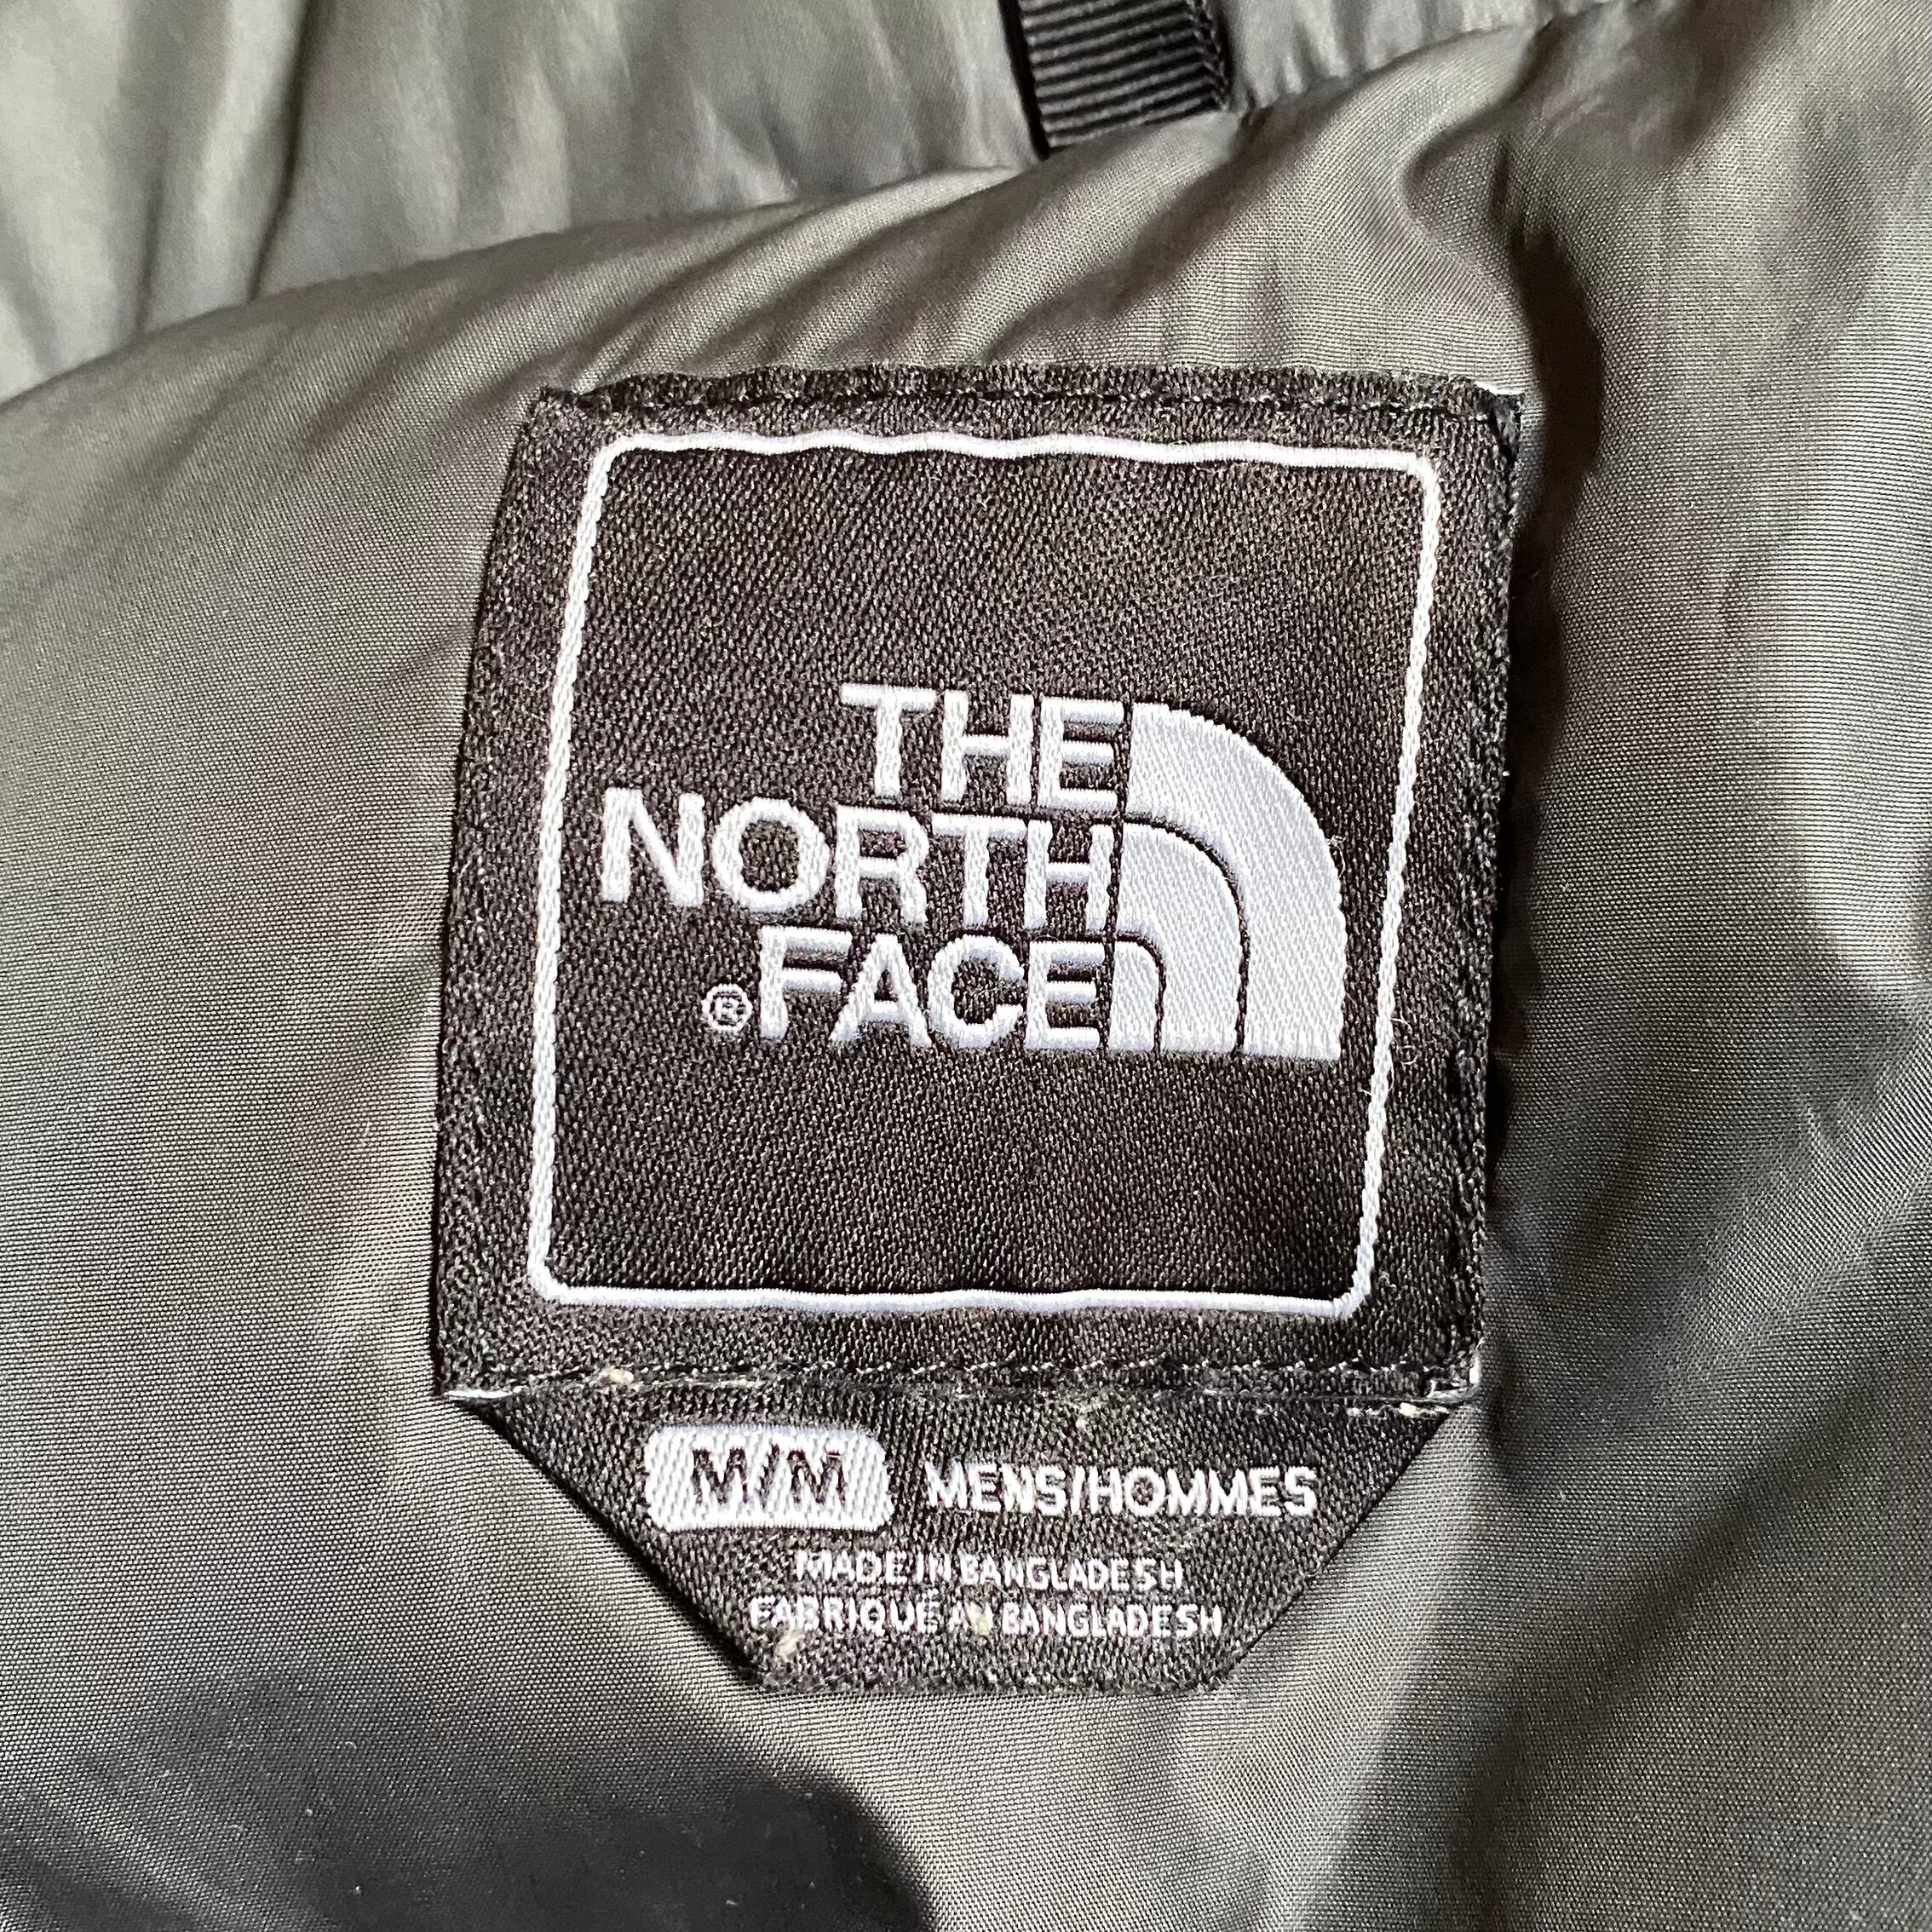 THE
NORTH
®FACE
M/M MENS/HOMMES
MADE IN BANGLADESH
FABRIQUÉ AU BANGLADESH